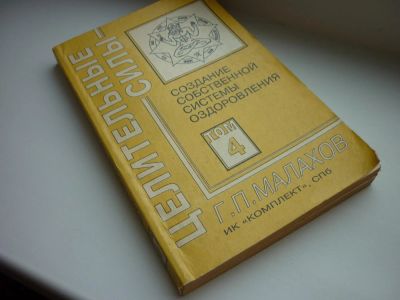 ЦЕЛИТЕЛЬНЫЕ
СИЛЫ–
СОЗДАНИЕ
СОБСТВЕННОЙ
СИСТЕМЫ
ОЗДОРОВЛЕНИЯ
ТОМ
4
Г.П. МАЛАХОВ
ИК «КОМПЛЕКТ», СПб